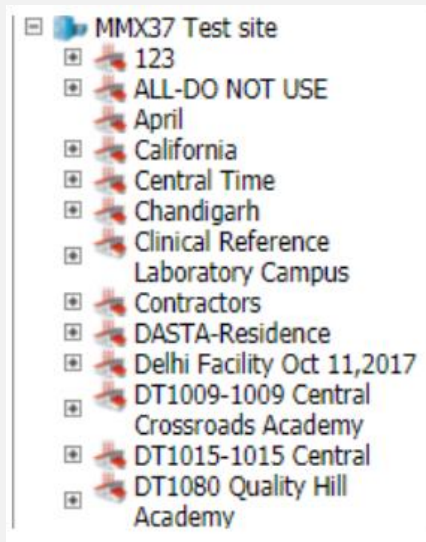 MMX37 Test site
123
ALL-DO NOT USE
April
California
Central Time
Chandigarh
Clinical Reference
Laboratory Campus
Contractors
DASTA-Residence
Delhi Facility Oct 11,2017
DT1009-1009 Central
Crossroads Academy
DT1015-1015 Central
DT1080 Quality Hill
Academy